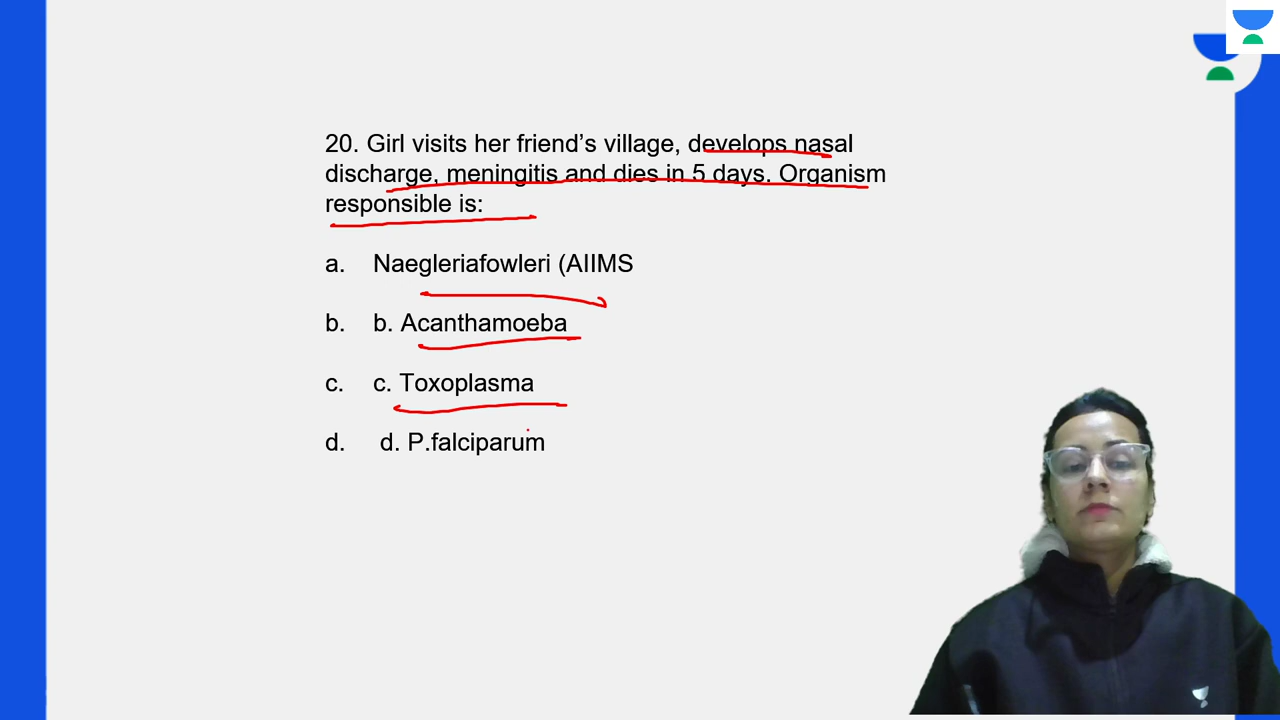 20. Girl visits her friend's village, develops nasal
discharge, meningitis and dies in 5 days. Organism
responsible is:
a. Naegleriafowleri (AIIMS
b. b. Acanthamoeba
c. c. Toxoplasma
d. d. P.falciparum